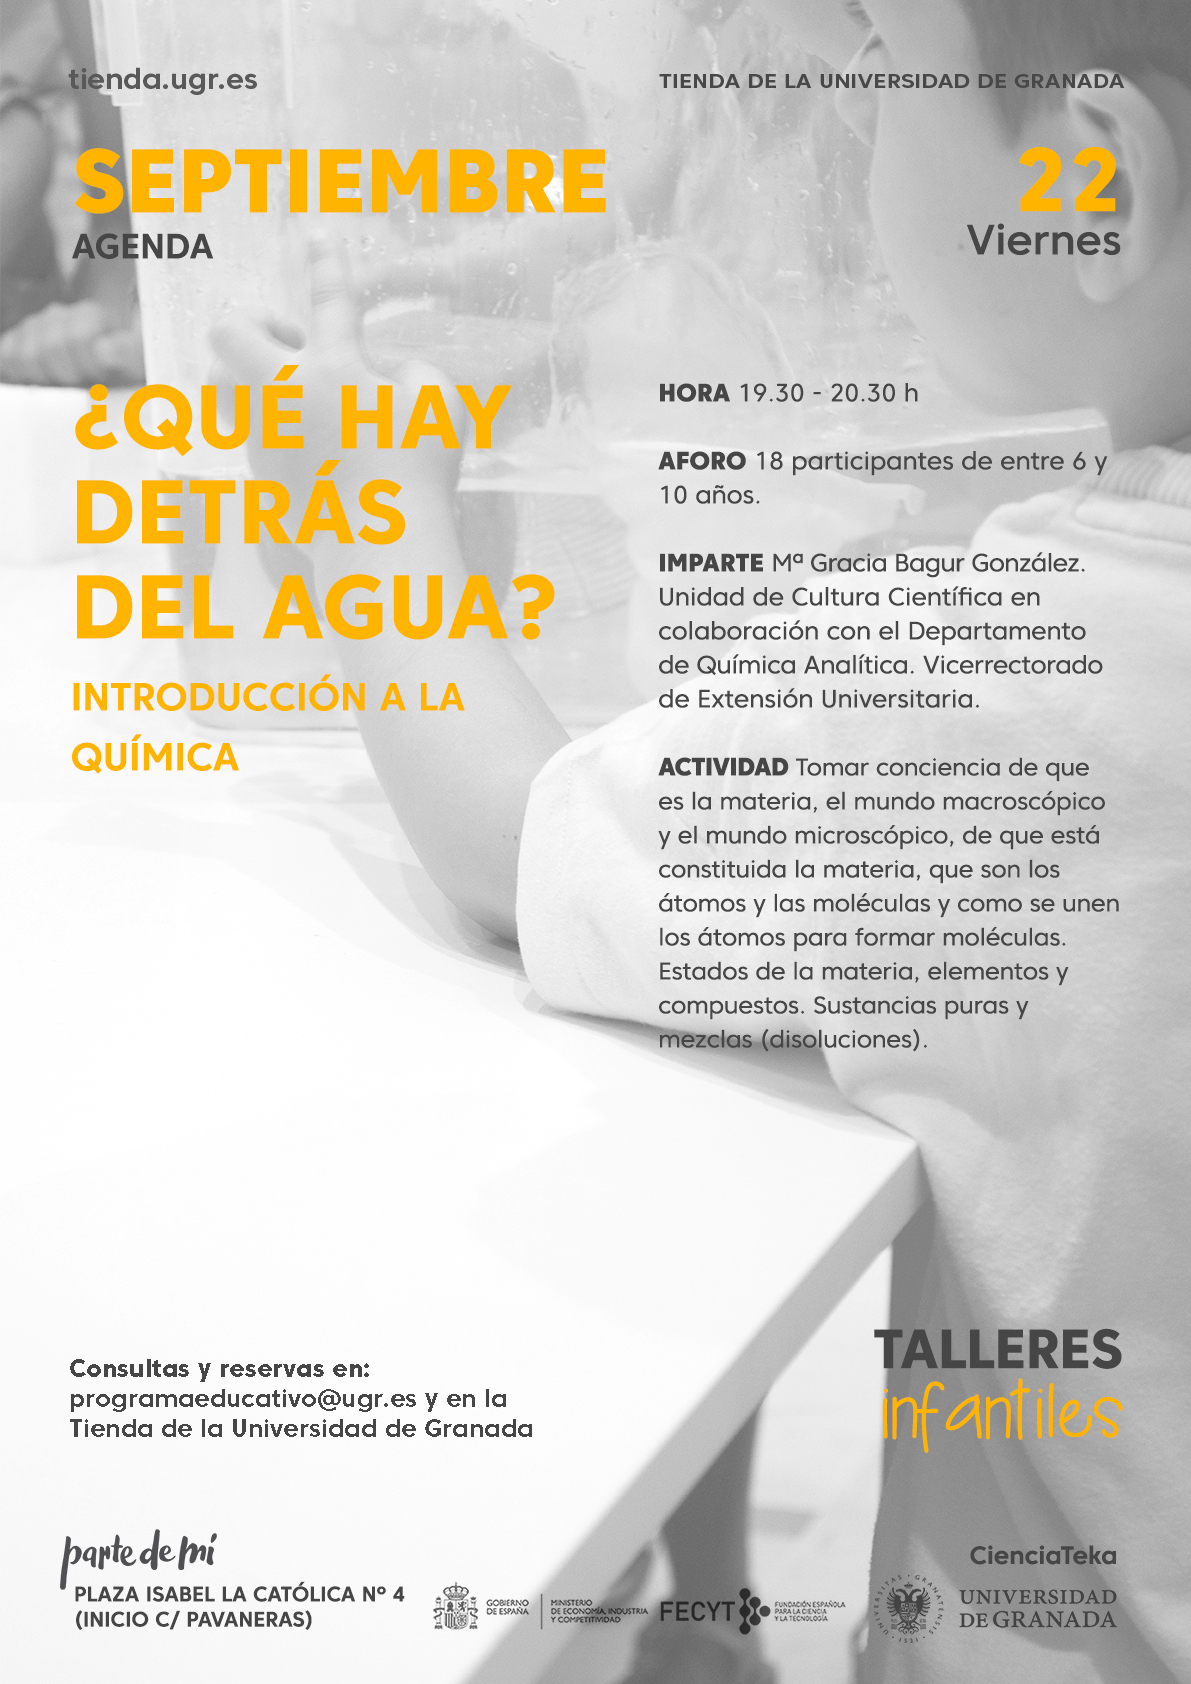 tienda.ugr.es
TIENDA DE LA UNIVERSIDAD DE GRANADA
SEPTIEMBRE
AGENDA
22
Viernes
¿QUÉ HAY
DETRÁS
DEL AGUA?
INTRODUCCIÓN A LA
QUÍMICA
HORA 19.30 - 20.30 h
AFORO 18 participantes de entre 6 y
10 años.
IMPARTE Mª Gracia Bagur González.
Unidad de Cultura Científica en
colaboración con el Departamento
de Química Analítica. Vicerrectorado
de Extensión Universitaria.
ACTIVIDAD Tomar conciencia de que
es la materia, el mundo macroscópico
y el mundo microscópico, de que está
constituida la materia, que son los
átomos y las moléculas y como se unen
los átomos para formar moléculas.
Estados de la materia, elementos y
compuestos. Sustancias puras y
mezclas (disoluciones).
Consultas y reservas en:
programaeducativo@ugr.es y en la
Tienda de la Universidad de Granada
TALLERES
infantiles
parte de mí
PLAZA ISABEL LA CATÓLICA Nº 4
(INICIO C/ PAVANERAS)
GOBIERNO
DE ESPAÑA
MINISTERIO
DE ECONOMÍA, INDUSTRIA
Y COMPETITIVIDAD
FECYT
FUNDACIÓN ESPAÑOLA
PARA LA CIENCIA
Y LA TECNOLOGÍA
CienciaTeka
UNIVERSITAS GRANATENSIS 1531
UNIVERSIDAD
DE GRANADA